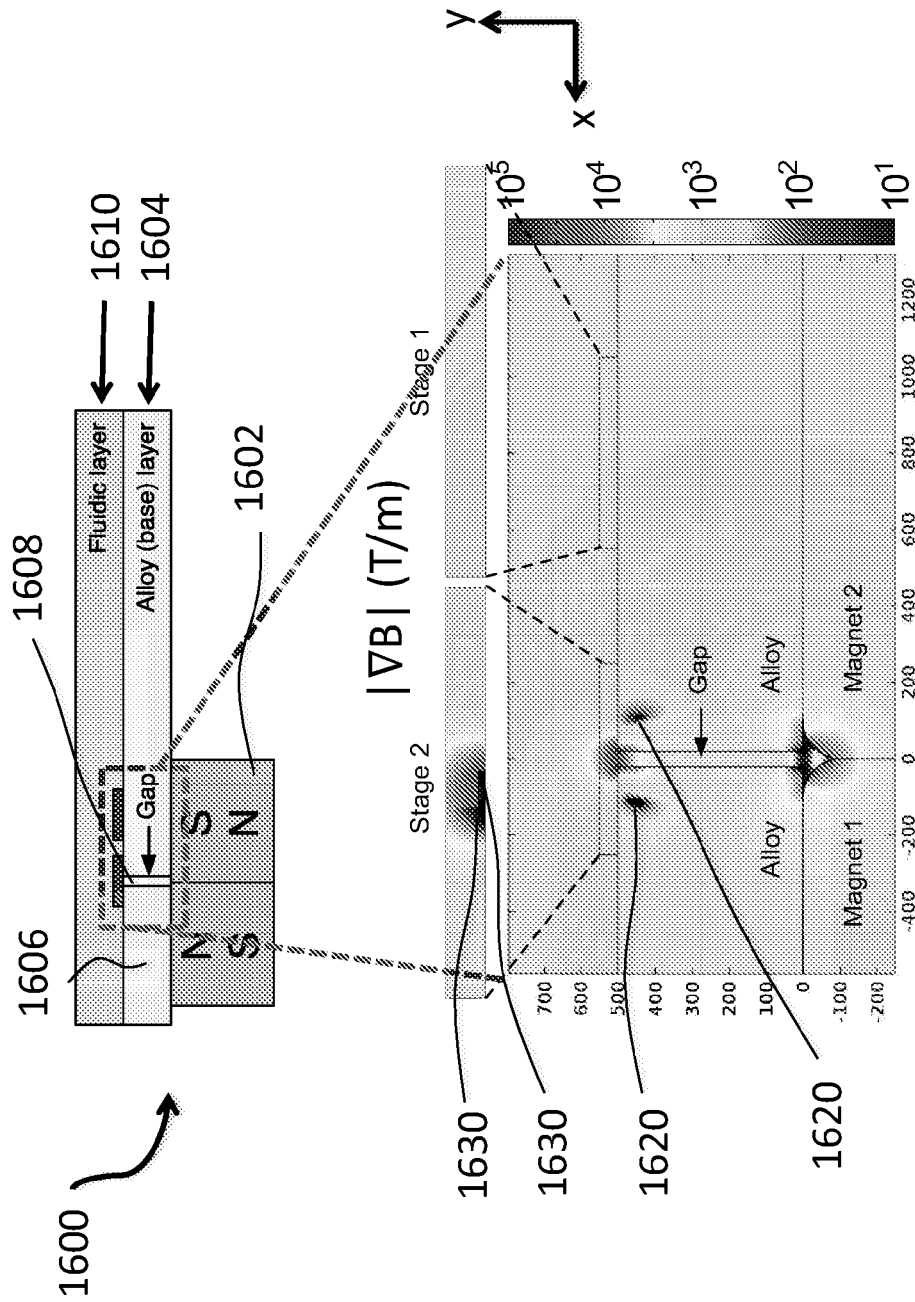 1606 1608
1600
Fluidic layer 1610
Gap Alloy (base) layer 1604
N S 1602
S N
|∇B| (T/m)
Stage 2 Stage 1
y
1630
1630 10⁵
700 x
600 10⁴
500
1620
400
300 Gap 10³
200
100 Alloy Alloy
0 10²
1620
-100 Magnet 1 Magnet 2
-200 10¹
-400 -200 0 200 400 600 800 1000 1200